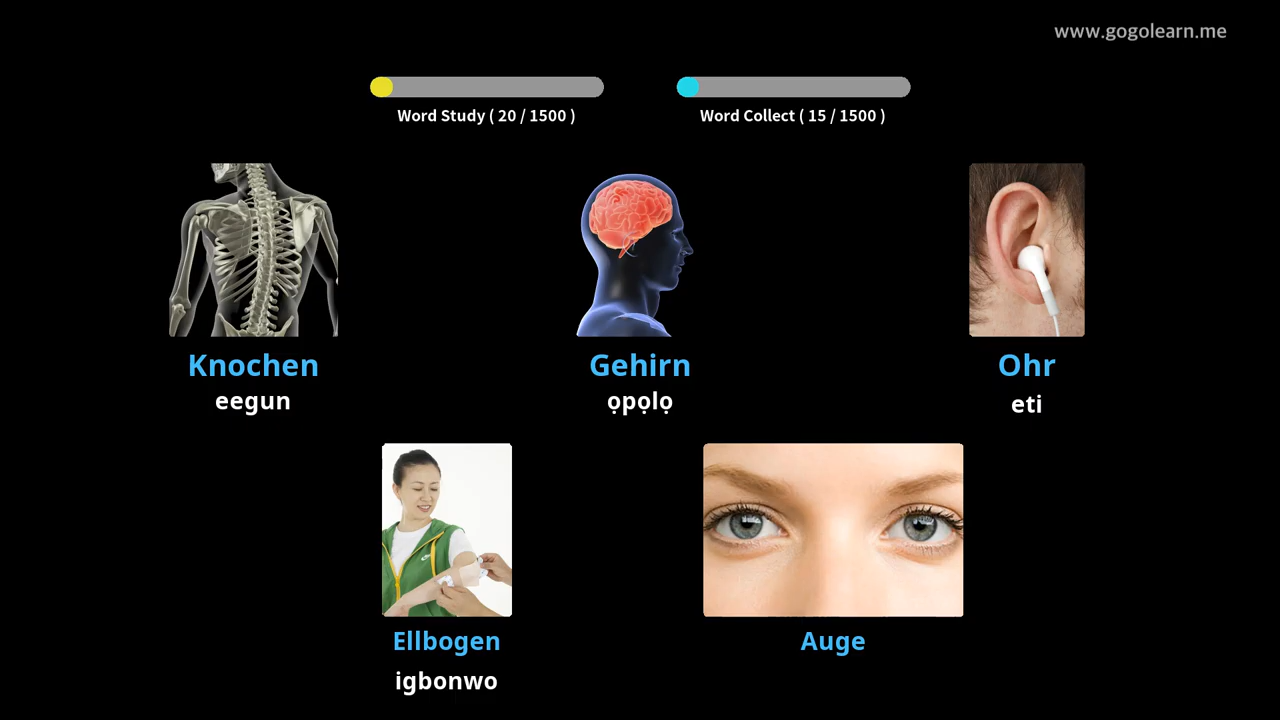 www.gogolearn.me
Word Study ( 20 / 1500 )
Word Collect ( 15 / 1500 )
Knochen
eegun
Gehirn
ọpọlọ
Ohr
eti
Ellbogen
igbonwo
Auge